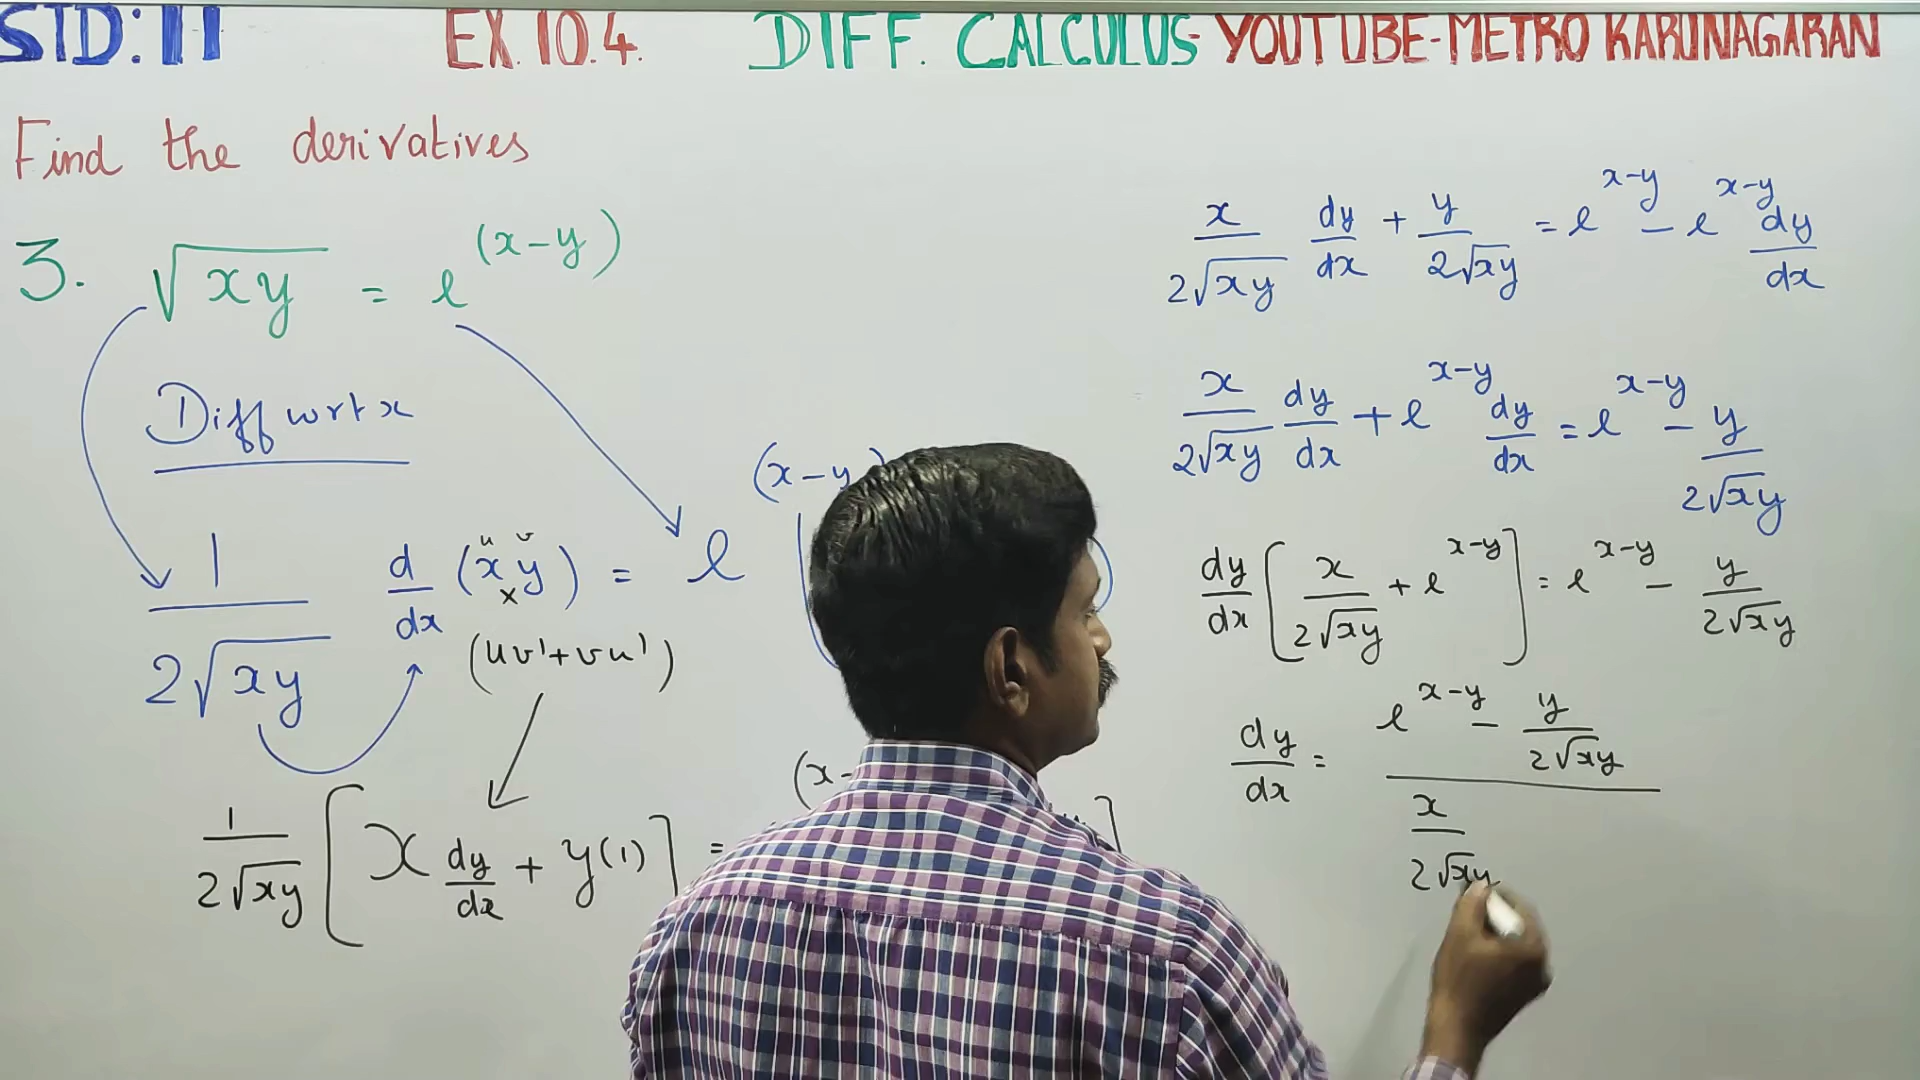 STD: 11 EX. 10.4. DIFF. CALCULUS - YOUTUBE - METRO KARUNAGARAN
Find the derivatives
3. √(xy) = e^(x-y)
Diff wrt x
1/(2√(xy)) d/dx (x y) = e^(x-y)
u v
x
(uv'+vu')
1/(2√(xy)) [x dy/dx + y(1)] =
(x-
x/(2√(xy)) dy/dx + y/(2√(xy)) = e^(x-y) - e^(x-y) dy/dx
x/(2√(xy)) dy/dx + e^(x-y) dy/dx = e^(x-y) - y/(2√(xy))
dy/dx [x/(2√(xy)) + e^(x-y)] = e^(x-y) - y/(2√(xy))
dy/dx = e^(x-y) - y/(2√(xy))
x/(2√(xy))